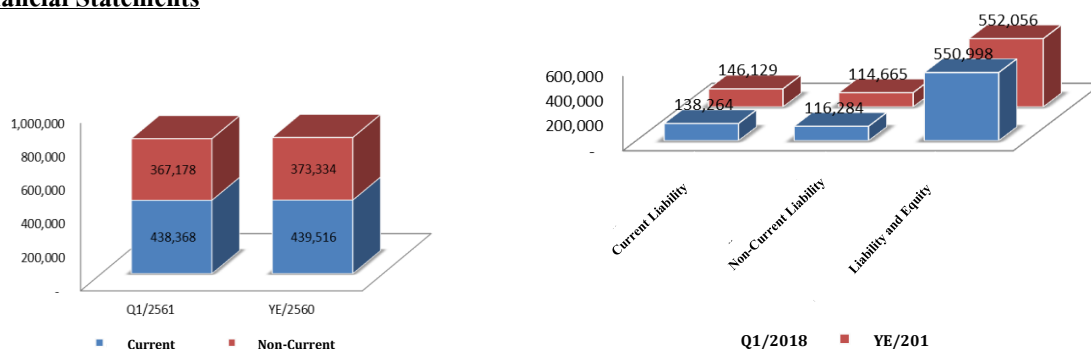 Statements
1,000,000
800,000
600,000
400,000
200,000
-
367,178
373,334
438,368
439,516
Q1/2561
YE/2560
Current
Non-Current
600,000
400,000
200,000
-
146,129
114,665
552,056
138,264
116,284
550,998
Current Liability
Non-Current Liability
Liability and Equity
Q1/2018
YE/201